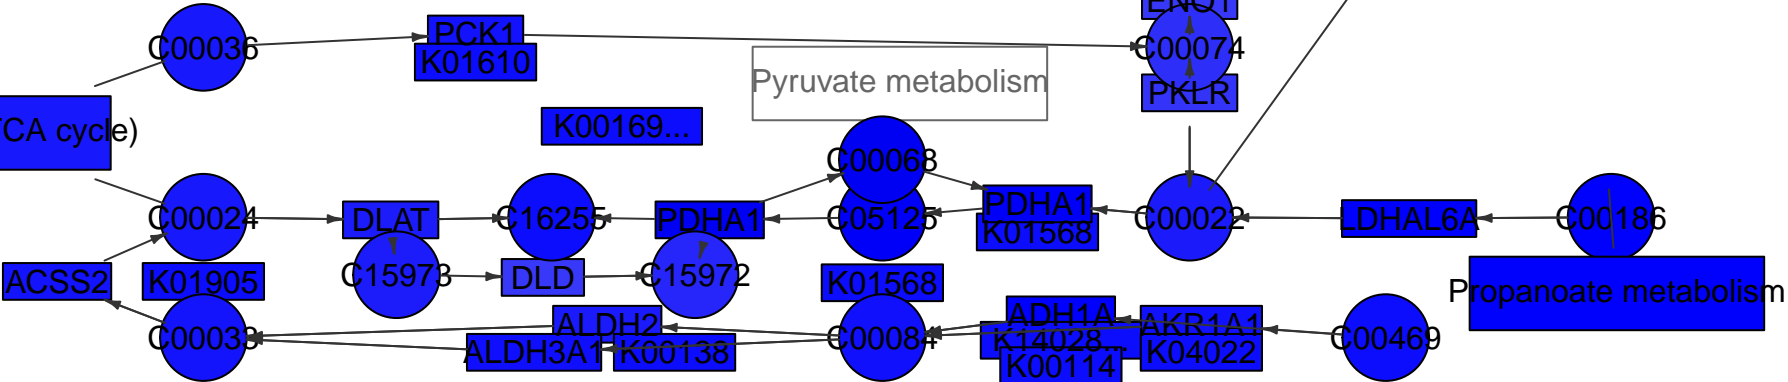 ENO1
C00036
PCK1
C00074
K01610
Pyruvate metabolism
PKLR
K00169...
TCA cycle)
C00068
C00024
DLAT
C16255
PDHA1
C05125
PDHA1
K01568
C00022
LDHAL6A
C00186
ACSS2
K01905
C15973
DLD
C15972
K01568
Propanoate metabolism
C00033
ALDH2
ALDH3A1
K00138
C00084
ADH1A
K14028...
K00114
AKR1A1
K04022
C00469